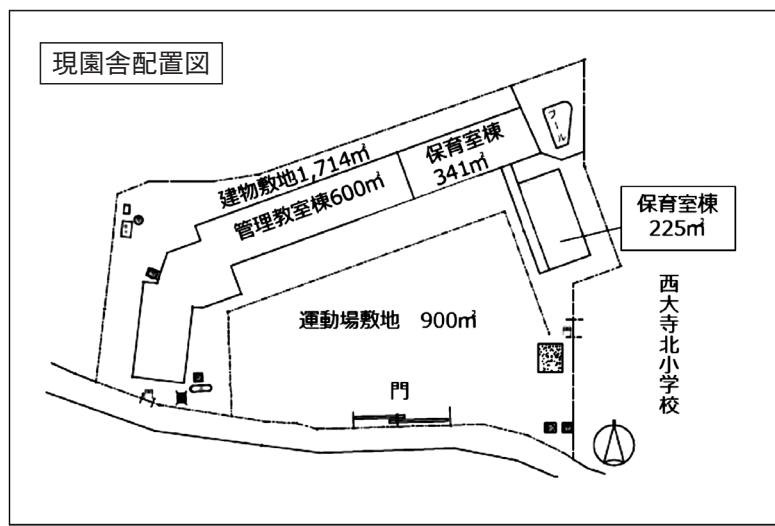 現園舎配置図
プール
保育室棟
341㎡
建物敷地1,714㎡
管理教室棟600㎡
保育室棟
225㎡
運動場敷地　900㎡
西大寺北小学校
門